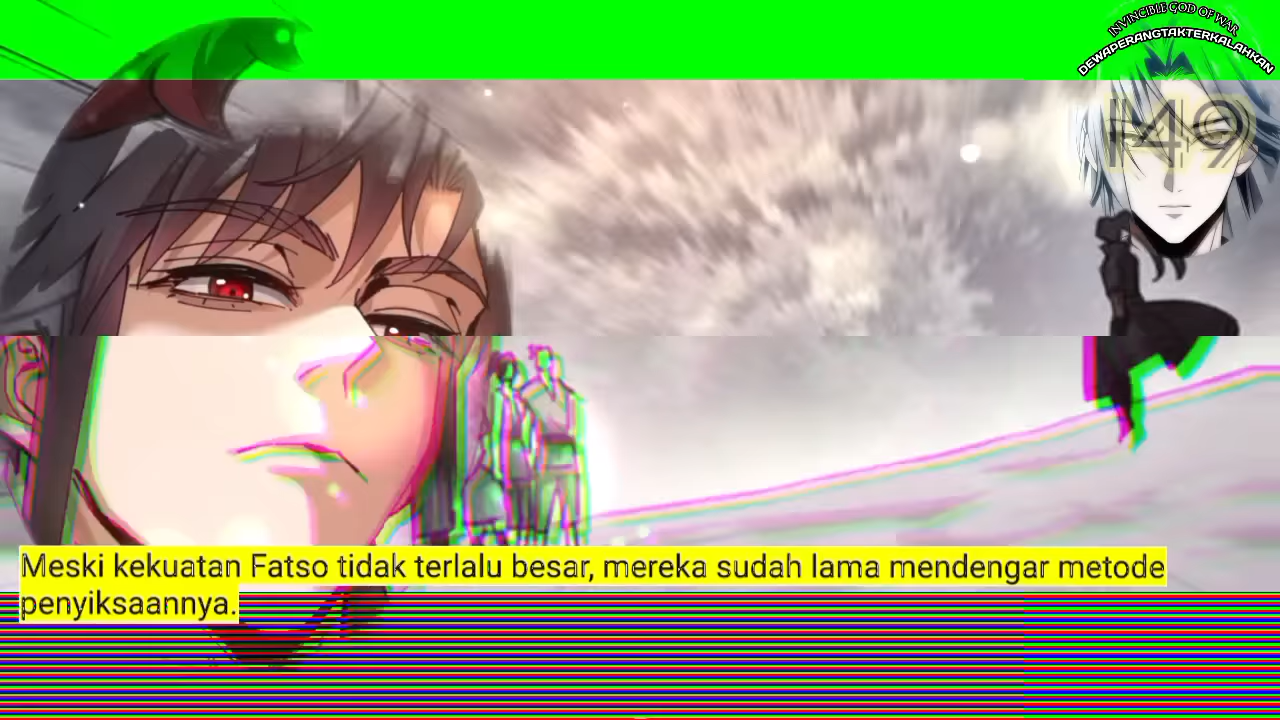 INVINCIBLE GOD OF WAR
DEWAPERANGTAKTERKALAHKAN
149
Meski kekuatan Fatso tidak terlalu besar, mereka sudah lama mendengar metode
penyiksaannya.